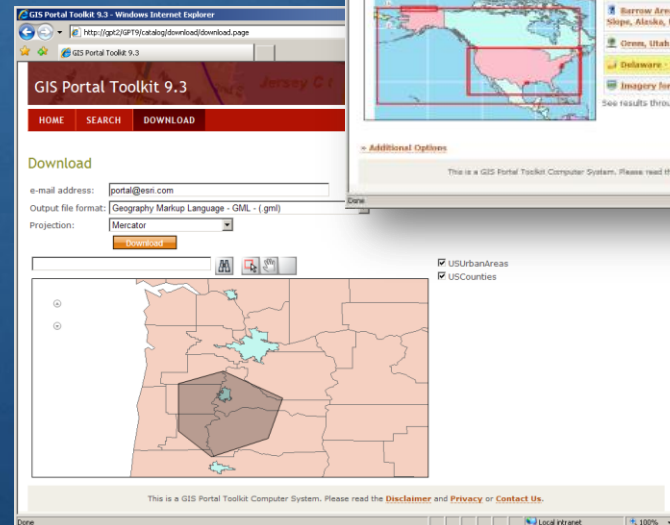 GIS Portal Toolkit 9.3 - Windows Internet Explorer
http://gpt2/GPT9/catalog/download/download.page
GIS Portal Toolkit 9.3
GIS Portal Toolkit 9.3
Jersey C t
HOME SEARCH DOWNLOAD
Download
e-mail address: portal@esri.com
Output file format: Geography Markup Language - GML - (.gml)
Projection: Mercator
Download
USUrbanAreas
USCounties
This is a GIS Portal Toolkit Computer System. Please read the Disclaimer and Privacy or Contact Us.
Done
Local intranet
100%
Barrow Are
Slope, Alaska,
Orem, Utah
Delaware -
Imagery for
See results throu
Additional Options
This is a GIS Portal Toolkit Computer System. Please read th
Done